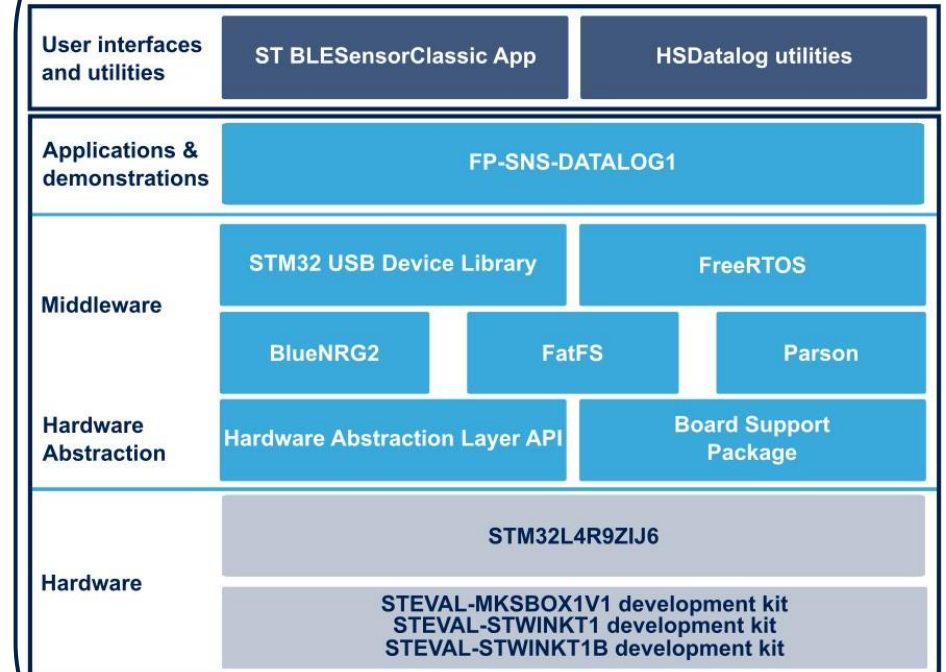 User interfaces
and utilities
ST BLESensorClassic App
HSDatalog utilities
Applications &
demonstrations
FP-SNS-DATALOG1
Middleware
STM32 USB Device Library
FreeRTOS
BlueNRG2
FatFS
Parson
Hardware
Abstraction
Hardware Abstraction Layer API
Board Support
Package
Hardware
STM32L4R9ZIJ6
STEVAL-MKSBOX1V1 development kit
STEVAL-STWINKT1 development kit
STEVAL-STWINKT1B development kit